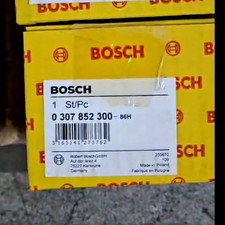 BOSCH
BOSCH
BOSCH
1 St/Pc
0 307 852 300 - 86H
Robert Bosch GmbH
Auf der Breit 4
76227 Karlsruhe
Germany
Made in Poland
Fabriqué en Pologne